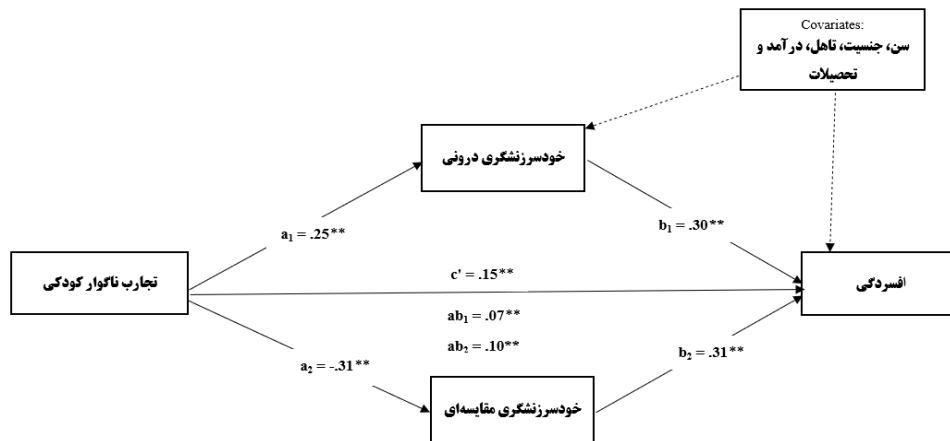 Covariates:
سن، جنسیت، تاهل، درآمد و
تحصیلات
خودسرزنشگری درونی
a₁ = .25**
b₁ = .30**
تجارب ناگوار کودکی
c' = .15**
افسردگی
ab₁ = .07**
ab₂ = .10**
a₂ = -.31**
b₂ = .31**
خودسرزنشگری مقایسه‌ای